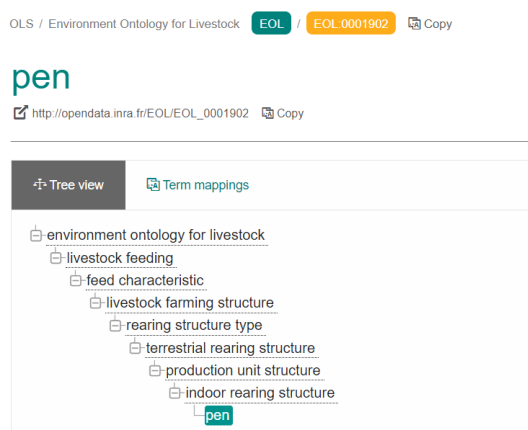 OLS / Environment Ontology for Livestock EOL / EOL:0001902 Copy
pen
http://opendata.inra.fr/EOL/EOL_0001902 Copy
Tree view Term mappings
environment ontology for livestock
livestock feeding
feed characteristic
livestock farming structure
rearing structure type
terrestrial rearing structure
production unit structure
indoor rearing structure
pen